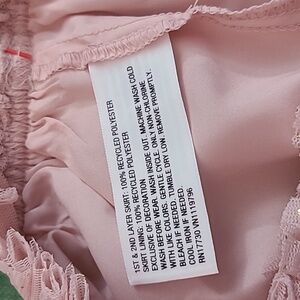 1ST & 2ND LAYER SKIRT: 100% RECYCLED POLYESTER
SKIRT LINING: 100% RECYCLED POLYESTER
EXCLUSIVE OF DECORATION
WASH BEFORE WEAR. WASH INSIDE OUT. MACHINE WASH COLD
WITH LIKE COLORS. GENTLE CYCLE. ONLY NON-CHLORINE
BLEACH IF NEEDED. TUMBLE DRY LOW. REMOVE PROMPTLY.
COOL IRON IF NEEDED.
RN17730 VN1119796